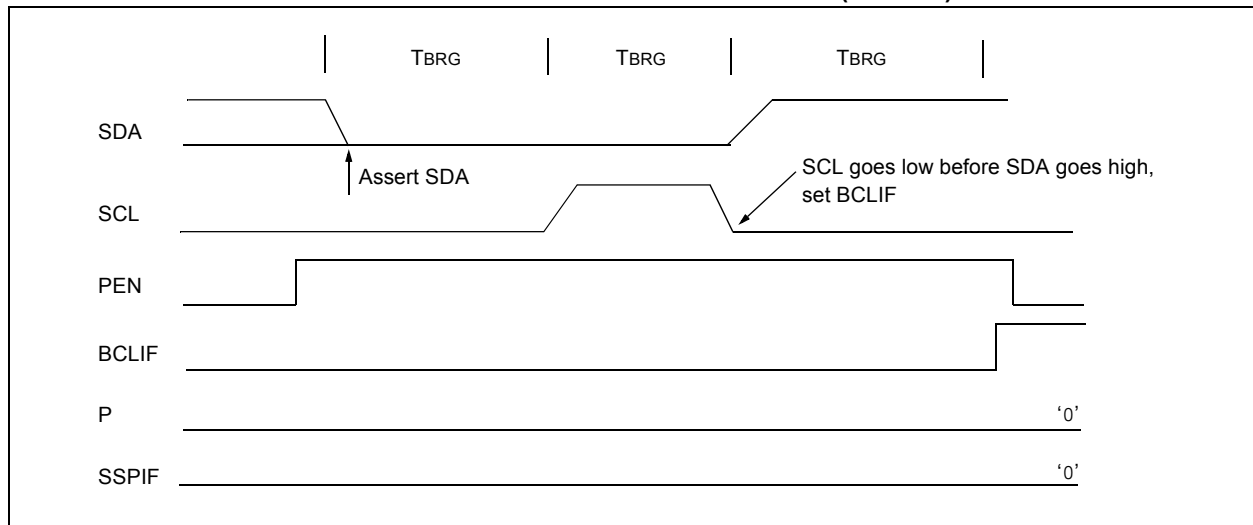 TBRG TBRG TBRG
SDA
Assert SDA
SCL goes low before SDA goes high,
set BCLIF
SCL
PEN
BCLIF
P
‘0’
SSPIF
‘0’